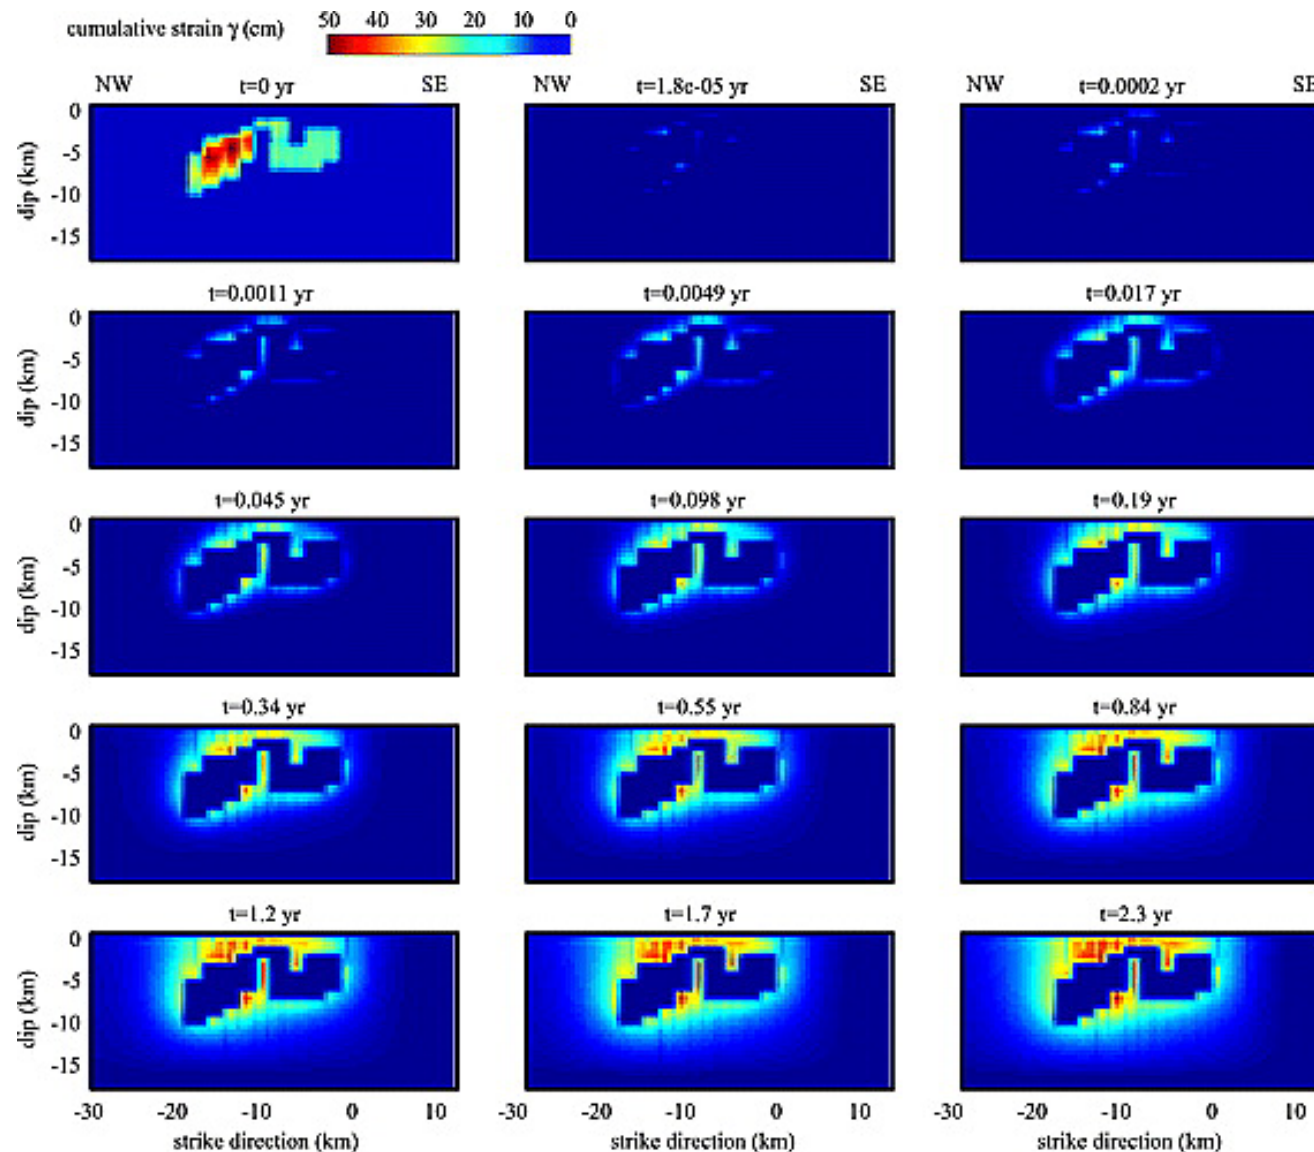 cumulative strain γ (cm)
50 40 30 20 10 0
NW t=0 yr SE
t=1.8e-05 yr
NW t=0.0002 yr SE
0
-5
-10
-15
dip (km)
t=0.0011 yr
t=0.0049 yr
t=0.017 yr
0
-5
-10
-15
dip (km)
t=0.045 yr
t=0.098 yr
t=0.19 yr
0
-5
-10
-15
dip (km)
t=0.34 yr
t=0.55 yr
t=0.84 yr
0
-5
-10
-15
dip (km)
t=1.2 yr
t=1.7 yr
t=2.3 yr
0
-5
-10
-15
dip (km)
-30 -20 -10 0 10
-30 -20 -10 0 10
-30 -20 -10 0 10
strike direction (km)
strike direction (km)
strike direction (km)